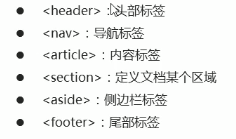 ● <header>：头部标签
● <nav>：导航标签
● <article>：内容标签
● <section>：定义文档某个区域
● <aside>：侧边栏标签
● <footer>：尾部标签